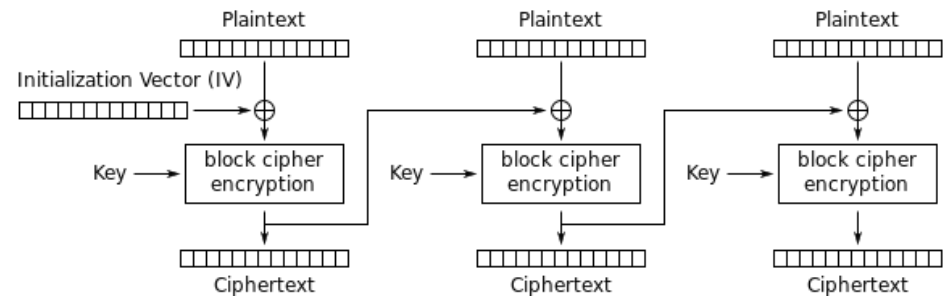 Plaintext
Plaintext
Plaintext
Initialization Vector (IV)
Key
block cipher
encryption
Key
block cipher
encryption
Key
block cipher
encryption
Ciphertext
Ciphertext
Ciphertext